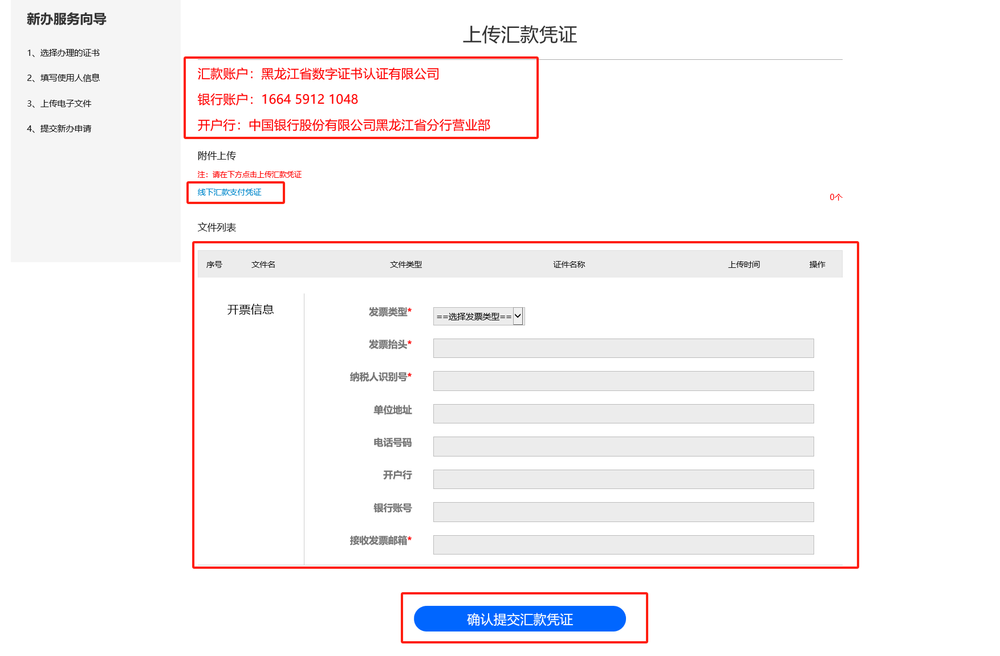 新办服务向导
1、选择办理的证书
2、填写使用人信息
3、上传电子文件
4、提交新办申请
上传汇款凭证
汇款账户：黑龙江省数字证书认证有限公司
银行账户：1664 5912 1048
开户行：中国银行股份有限公司黑龙江省分行营业部
附件上传
注：请在下方点击上传汇款凭证
线下汇款支付凭证 0个
文件列表
序号 文件名 文件类型 证件名称 上传时间 操作
开票信息
发票类型* ==选择发票类型==
发票抬头*
纳税人识别号*
单位地址
电话号码
开户行
银行账号
接收发票邮箱*
确认提交汇款凭证